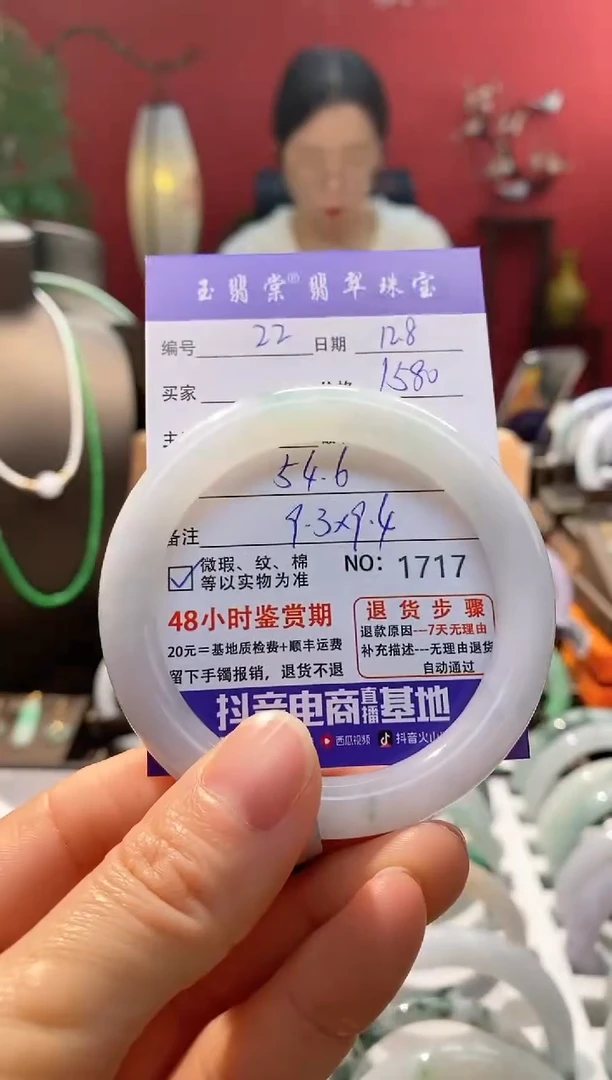 玉翡棠®翡翠珠宝
编号 22 日期 12.8
买家 1580
54.6
备注 9.3×9.4
☑ 微瑕、纹、棉
等以实物为准
NO: 1717
48小时鉴赏期
20元=基地质检费+顺丰运费
留下手镯报销，退货不退
退货步骤
退款原因---7天无理由
补充描述---无理由退货
自动通过
抖音电商直播基地
西瓜视频 抖音火山